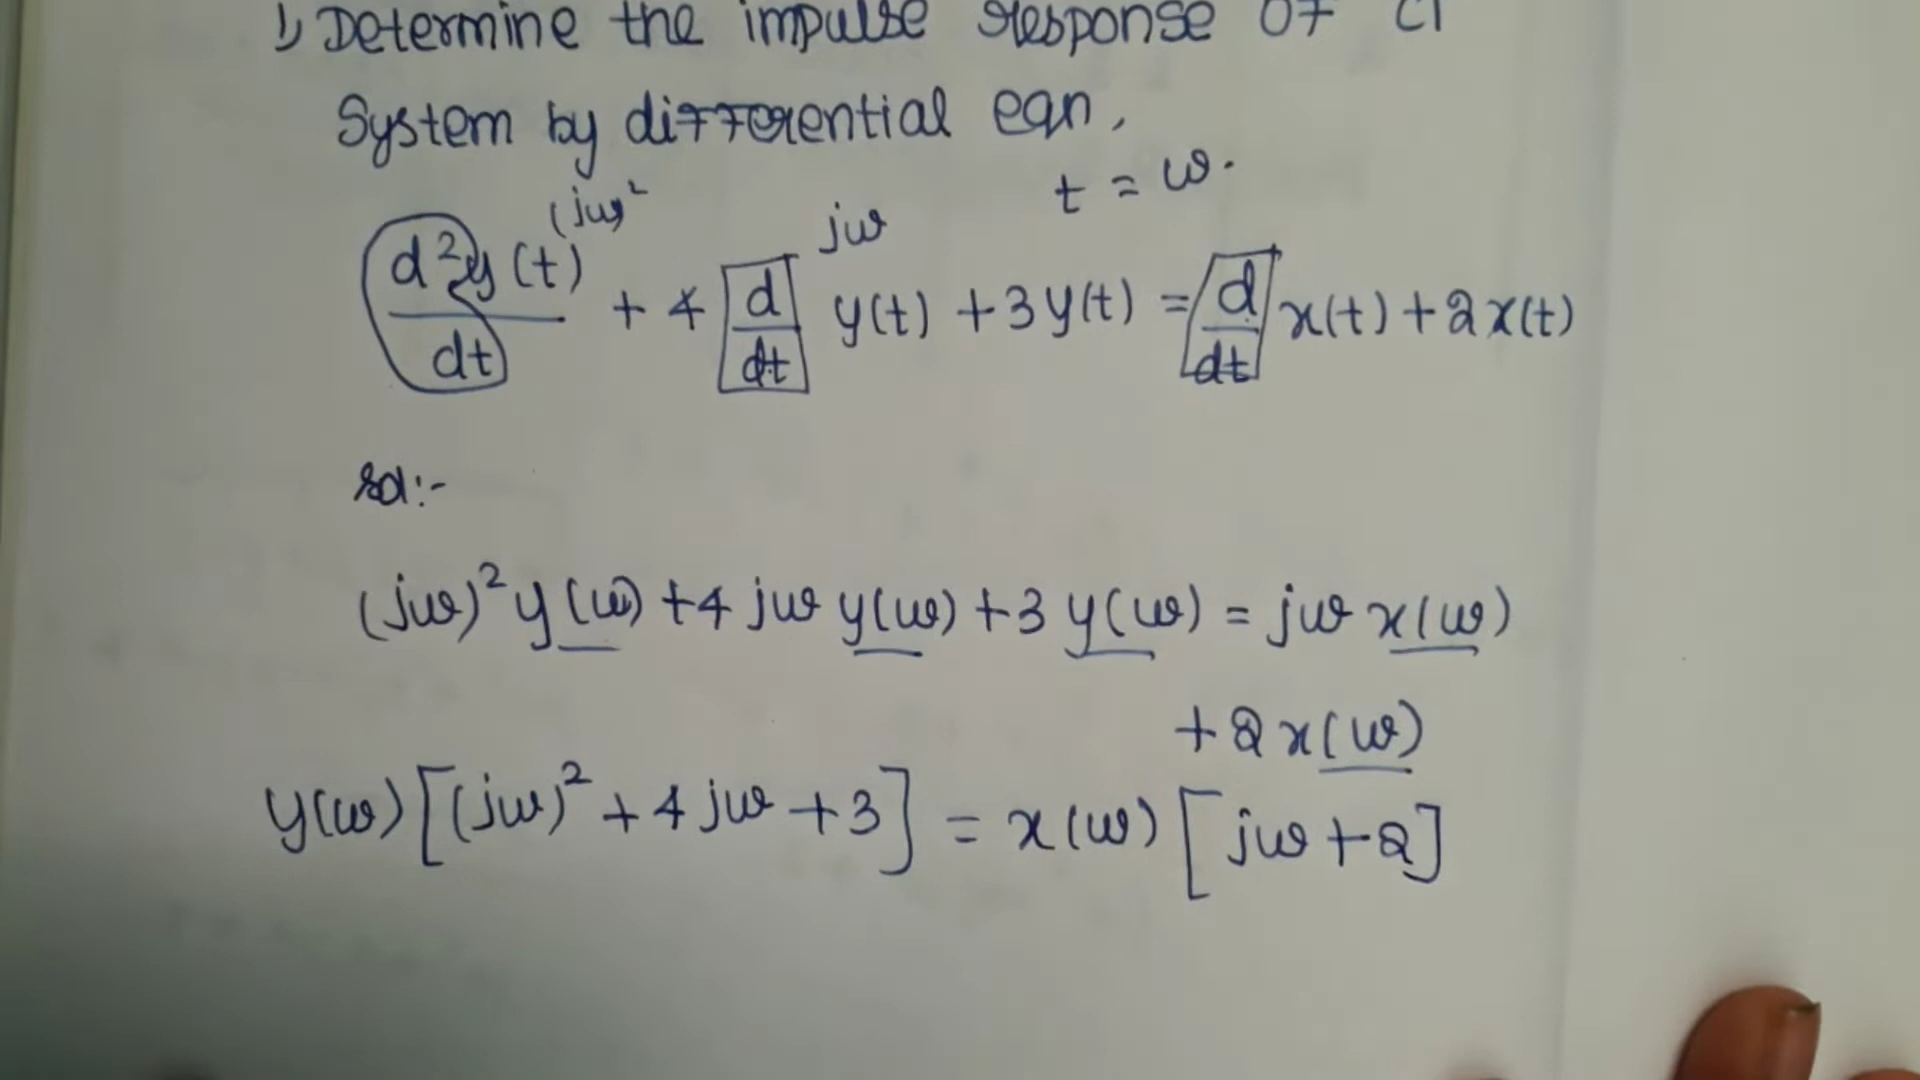 1) Determine the impulse response of CT
System by differential eqn,
(jω)² jω t = ω.
d²y(t)/dt + 4 d/dt y(t) + 3y(t) = d/dt x(t) + 2x(t)
sol:-
(jω)² y(ω) + 4 jω y(ω) + 3 y(ω) = jω x(ω)
+ 2 x(ω)
y(ω) [(jω)² + 4 jω + 3] = x(ω) [jω + 2]